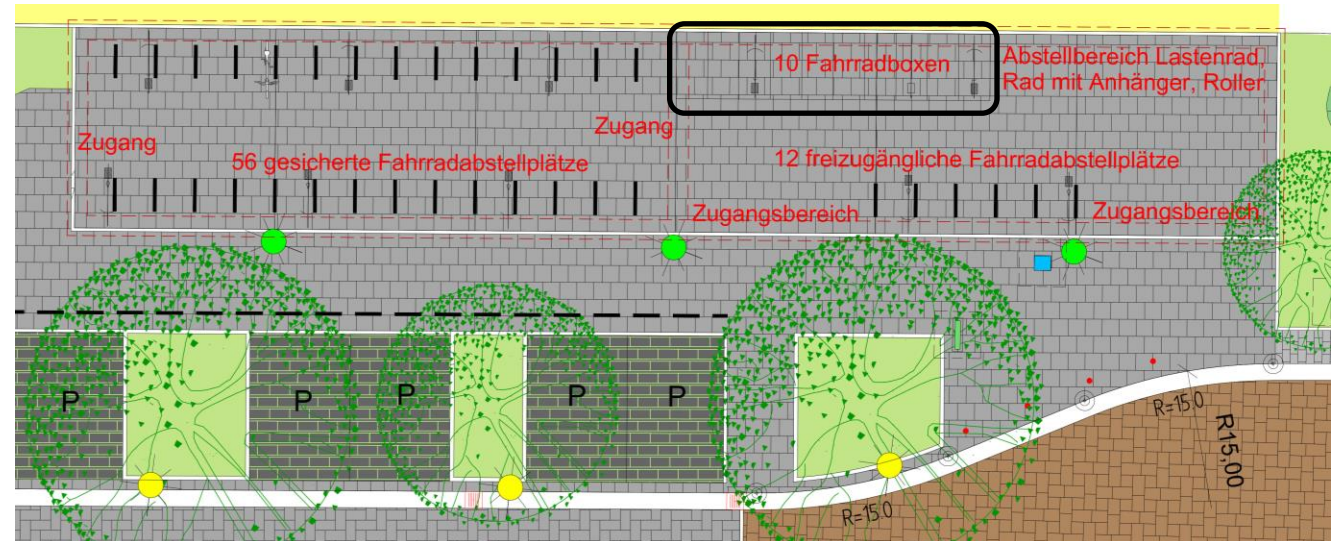 10 Fahrradboxen
Abstellbereich Lastenrad,
Rad mit Anhänger, Roller
Zugang
Zugang
56 gesicherte Fahrradabstellplätze
12 freizugängliche Fahrradabstellplätze
Zugangsbereich
Zugangsbereich
P
P
P
P
P
R=15.0
R15,00
R=15.0